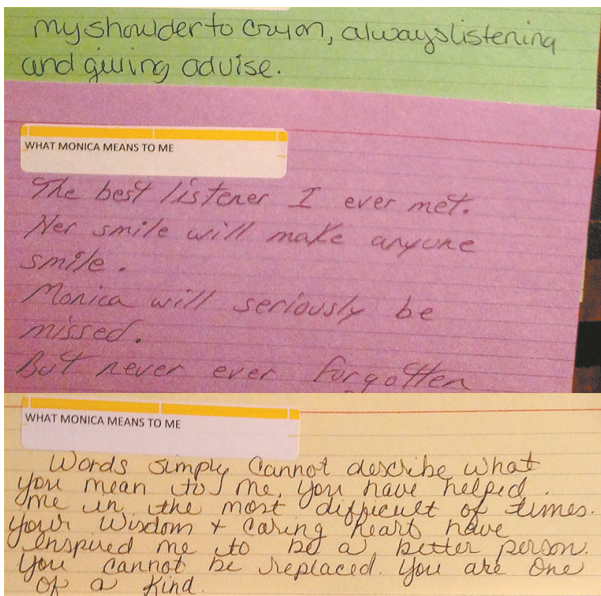 my shoulder to cry on, always listening
and giving advise.
WHAT MONICA MEANS TO ME
The best listener I ever met.
Her smile will make anyone
smile.
Monica will seriously be
missed.
But never ever forgotten
WHAT MONICA MEANS TO ME
Words simply cannot describe what
you mean to me. You have helped
me in the most difficult of times.
your wisdom + caring heart have
inspired me to be a better person.
You cannot be replaced. You are one
of a kind.